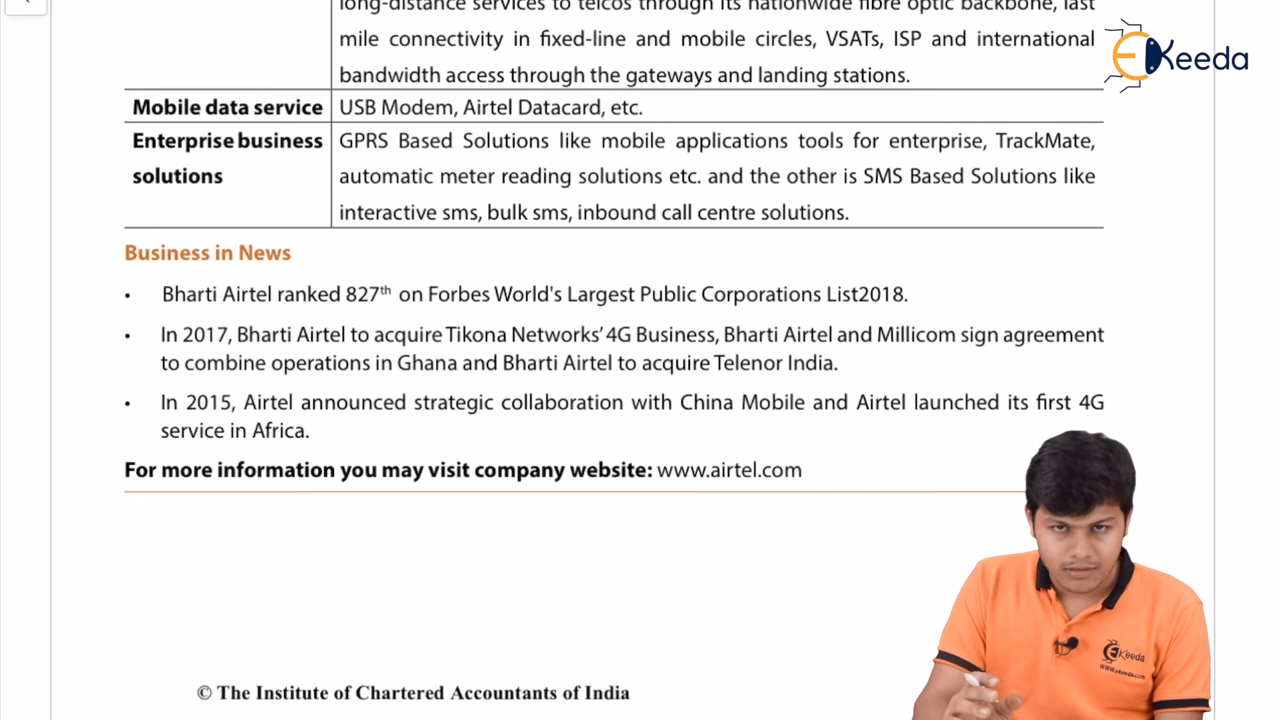 long-distance services to telcos through its nationwide fibre optic backbone, last
mile connectivity in fixed-line and mobile circles, VSATs, ISP and international
bandwidth access through the gateways and landing stations.
Mobile data service USB Modem, Airtel Datacard, etc.
Enterprise business GPRS Based Solutions like mobile applications tools for enterprise, TrackMate,
solutions automatic meter reading solutions etc. and the other is SMS Based Solutions like
interactive sms, bulk sms, inbound call centre solutions.
Business in News
• Bharti Airtel ranked 827th on Forbes World's Largest Public Corporations List2018.
• In 2017, Bharti Airtel to acquire Tikona Networks' 4G Business, Bharti Airtel and Millicom sign agreement
to combine operations in Ghana and Bharti Airtel to acquire Telenor India.
• In 2015, Airtel announced strategic collaboration with China Mobile and Airtel launched its first 4G
service in Africa.
For more information you may visit company website: www.airtel.com
© The Institute of Chartered Accountants of India
EKeeda
EKeeda
www.ekeeda.com